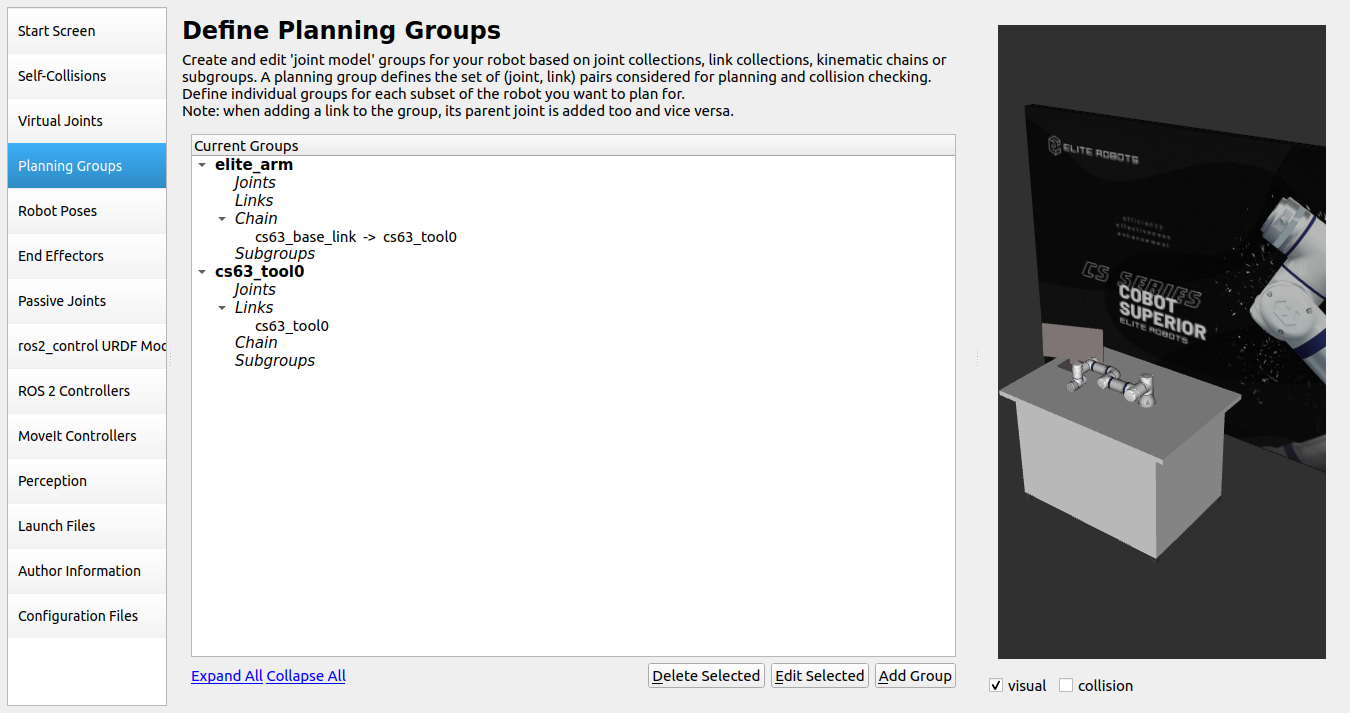 Start Screen
Self-Collisions
Virtual Joints
Planning Groups
Robot Poses
End Effectors
Passive Joints
ros2_control URDF Moc
ROS 2 Controllers
MoveIt Controllers
Perception
Launch Files
Author Information
Configuration Files
Define Planning Groups
Create and edit 'joint model' groups for your robot based on joint collections, link collections, kinematic chains or
subgroups. A planning group defines the set of (joint, link) pairs considered for planning and collision checking.
Define individual groups for each subset of the robot you want to plan for.
Note: when adding a link to the group, its parent joint is added too and vice versa.
Current Groups
elite_arm
Joints
Links
Chain
cs63_base_link -> cs63_tool0
Subgroups
cs63_tool0
Joints
Links
cs63_tool0
Chain
Subgroups
Expand All Collapse All
Delete Selected
Edit Selected
Add Group
ELITE ROBOTS
CS SERIES
COBOT
SUPERIOR
ELITE ROBOTS
visual
collision